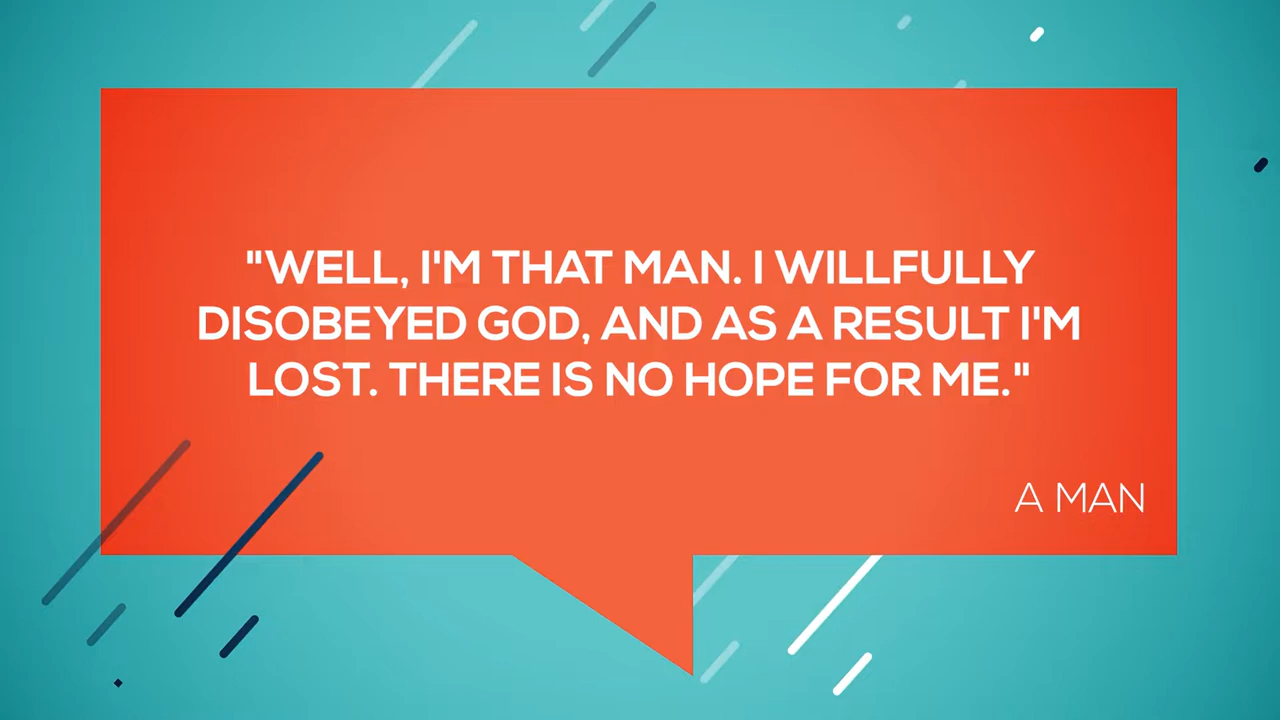 "WELL, I'M THAT MAN. I WILLFULLY
DISOBEYED GOD, AND AS A RESULT I'M
LOST. THERE IS NO HOPE FOR ME."
A MAN